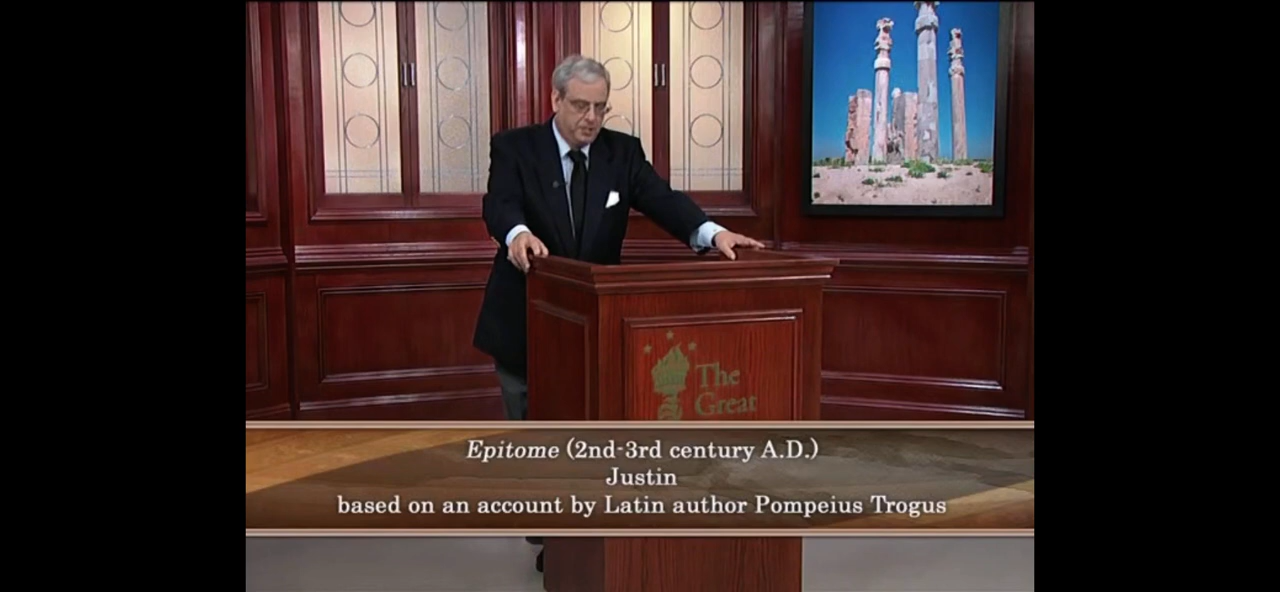 The
Great
Epitome (2nd-3rd century A.D.)
Justin
based on an account by Latin author Pompeius Trogus